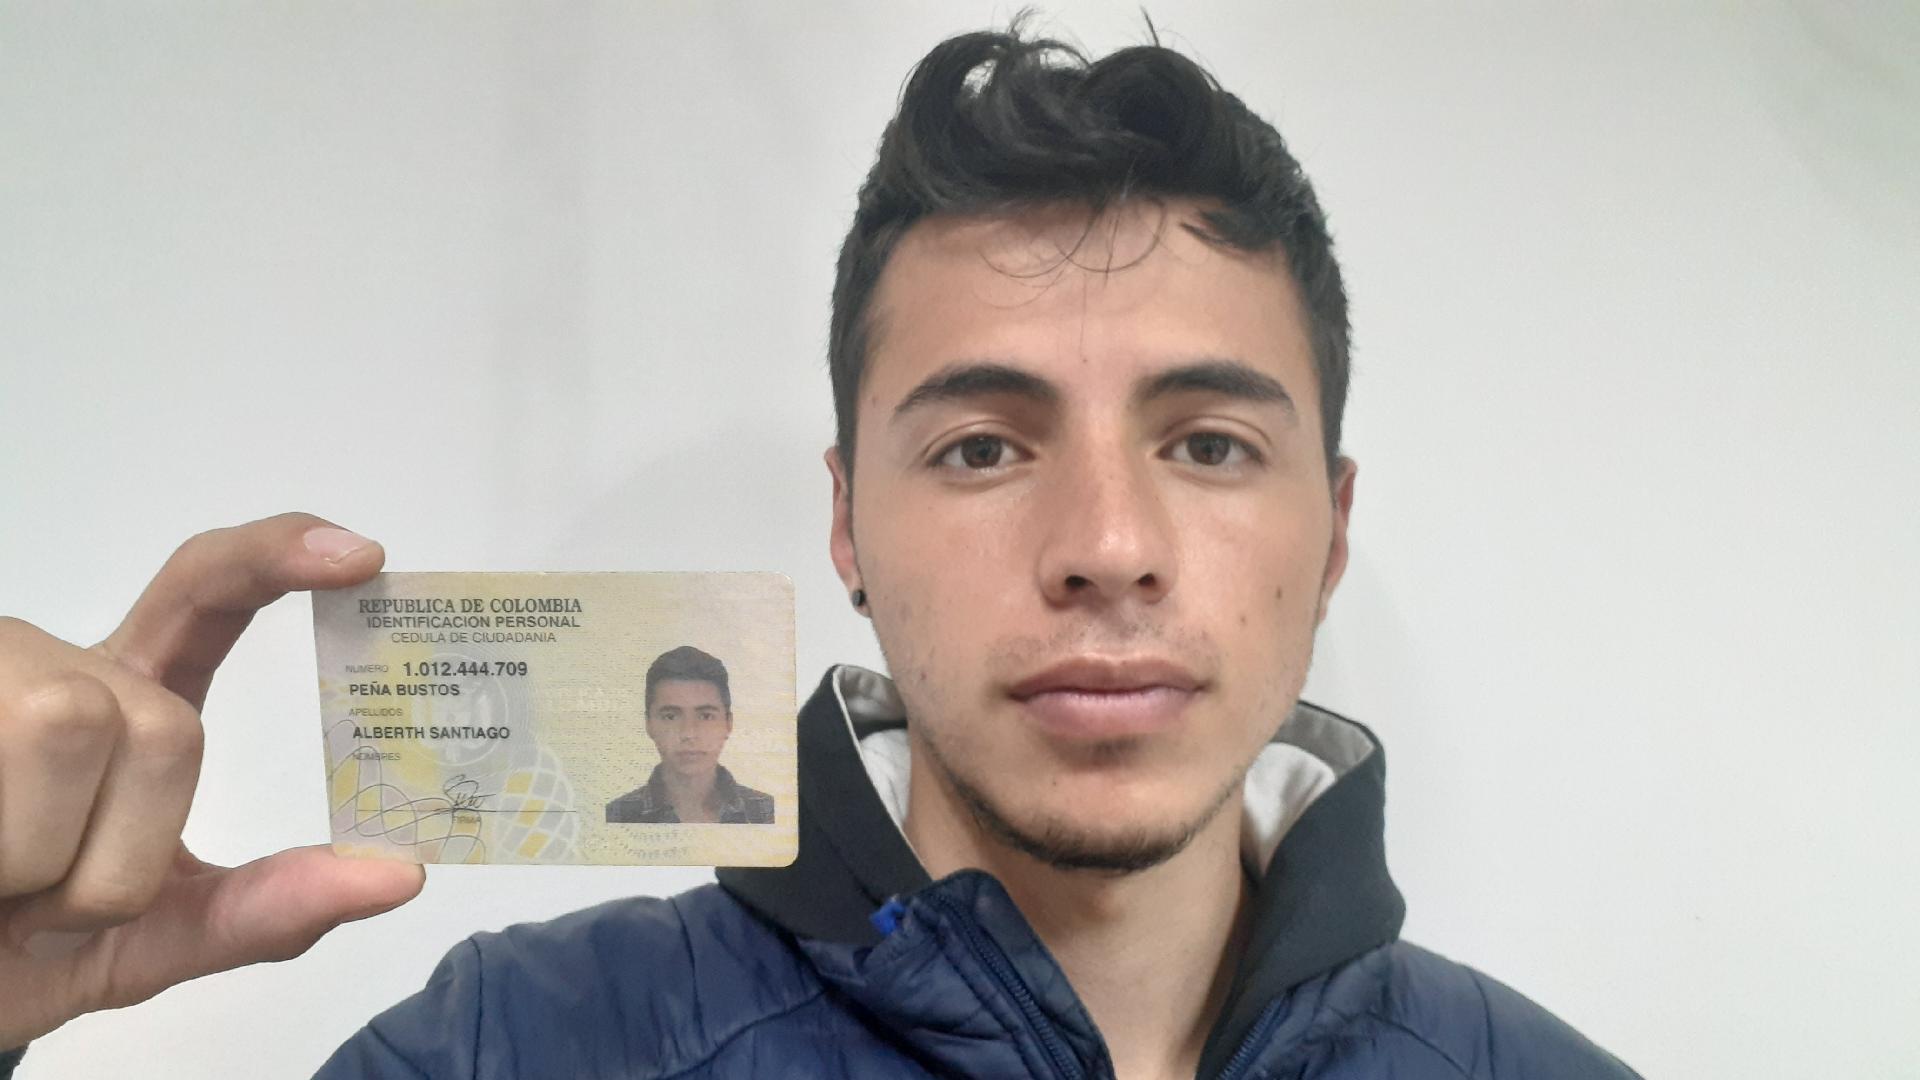 REPUBLICA DE COLOMBIA
IDENTIFICACION PERSONAL
CEDULA DE CIUDADANIA
NUMERO 1.012.444.709
PEÑA BUSTOS
APELLIDOS
ALBERTH SANTIAGO
NOMBRES
FIRMA